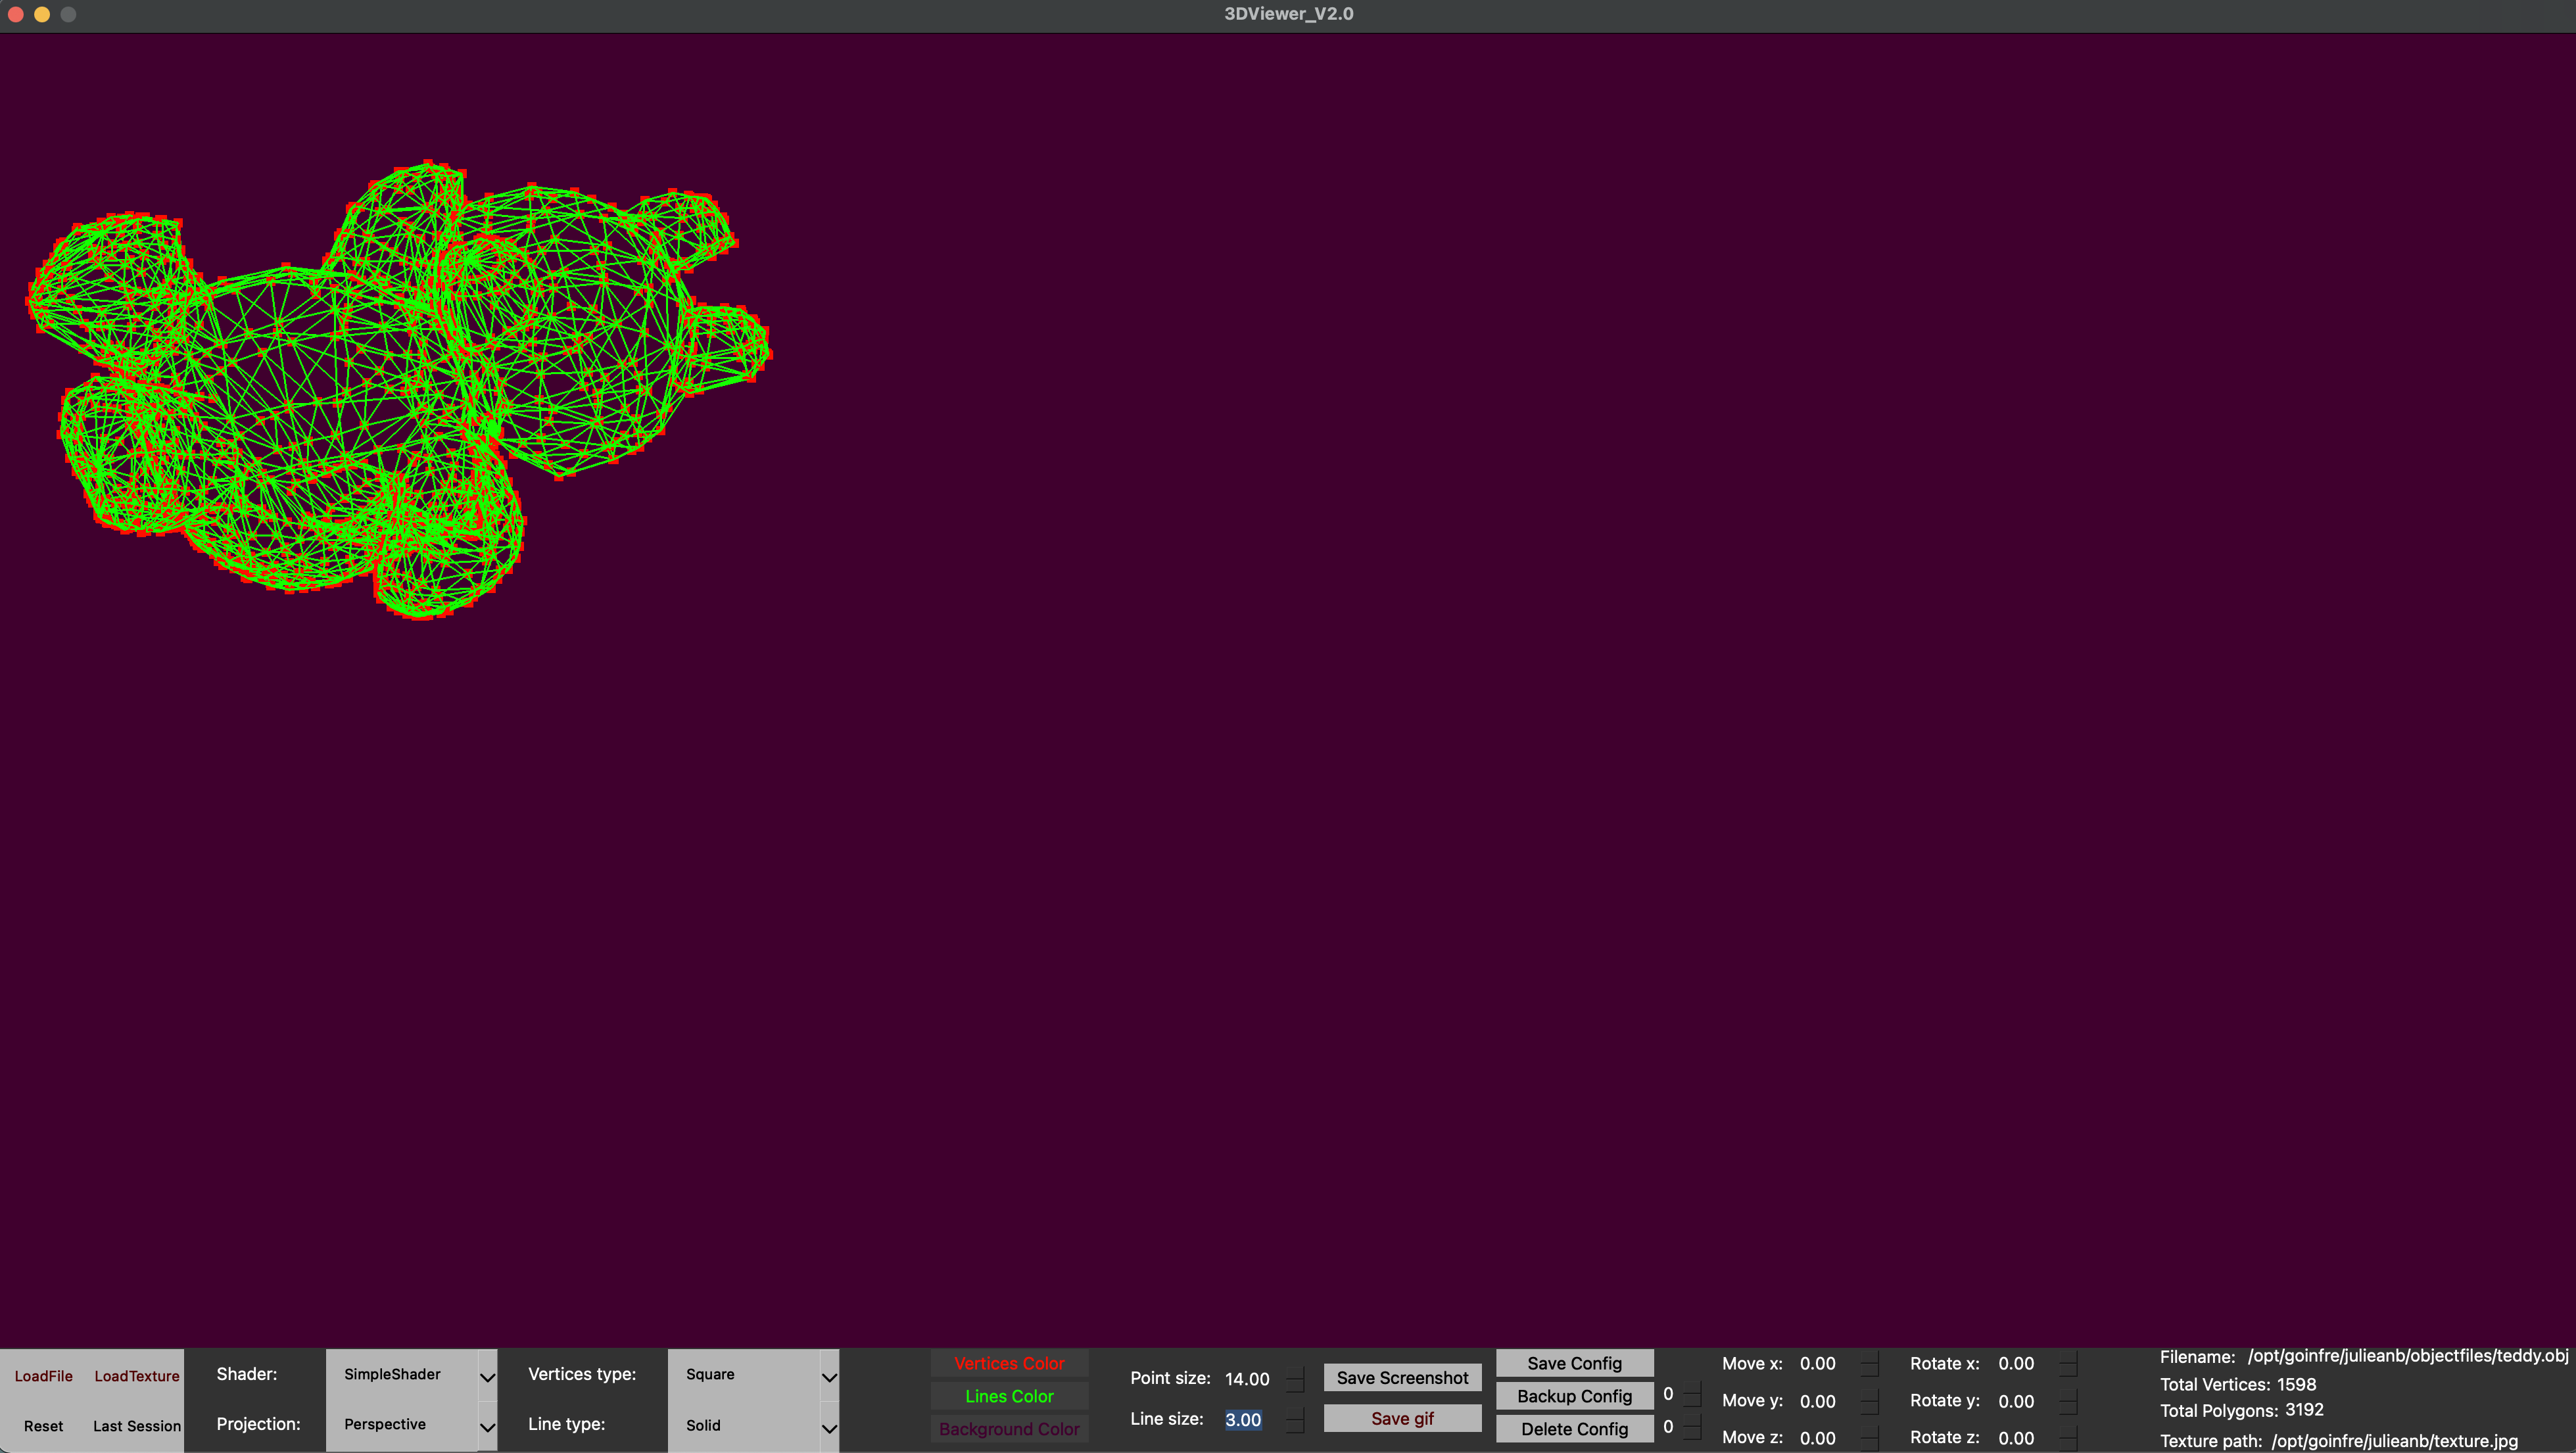 3DViewer_V2.0
LoadFile LoadTexture
Reset Last Session
Shader: SimpleShader
Projection: Perspective
Vertices type: Square
Line type: Solid
Vertices Color
Lines Color
Background Color
Point size: 14.00
Line size: 3.00
Save Screenshot
Save gif
Save Config
Backup Config 0
Delete Config 0
Move x: 0.00
Move y: 0.00
Move z: 0.00
Rotate x: 0.00
Rotate y: 0.00
Rotate z: 0.00
Filename: /opt/goinfre/julieanb/objectfiles/teddy.obj
Total Vertices: 1598
Total Polygons: 3192
Texture path: /opt/goinfre/julieanb/texture.jpg